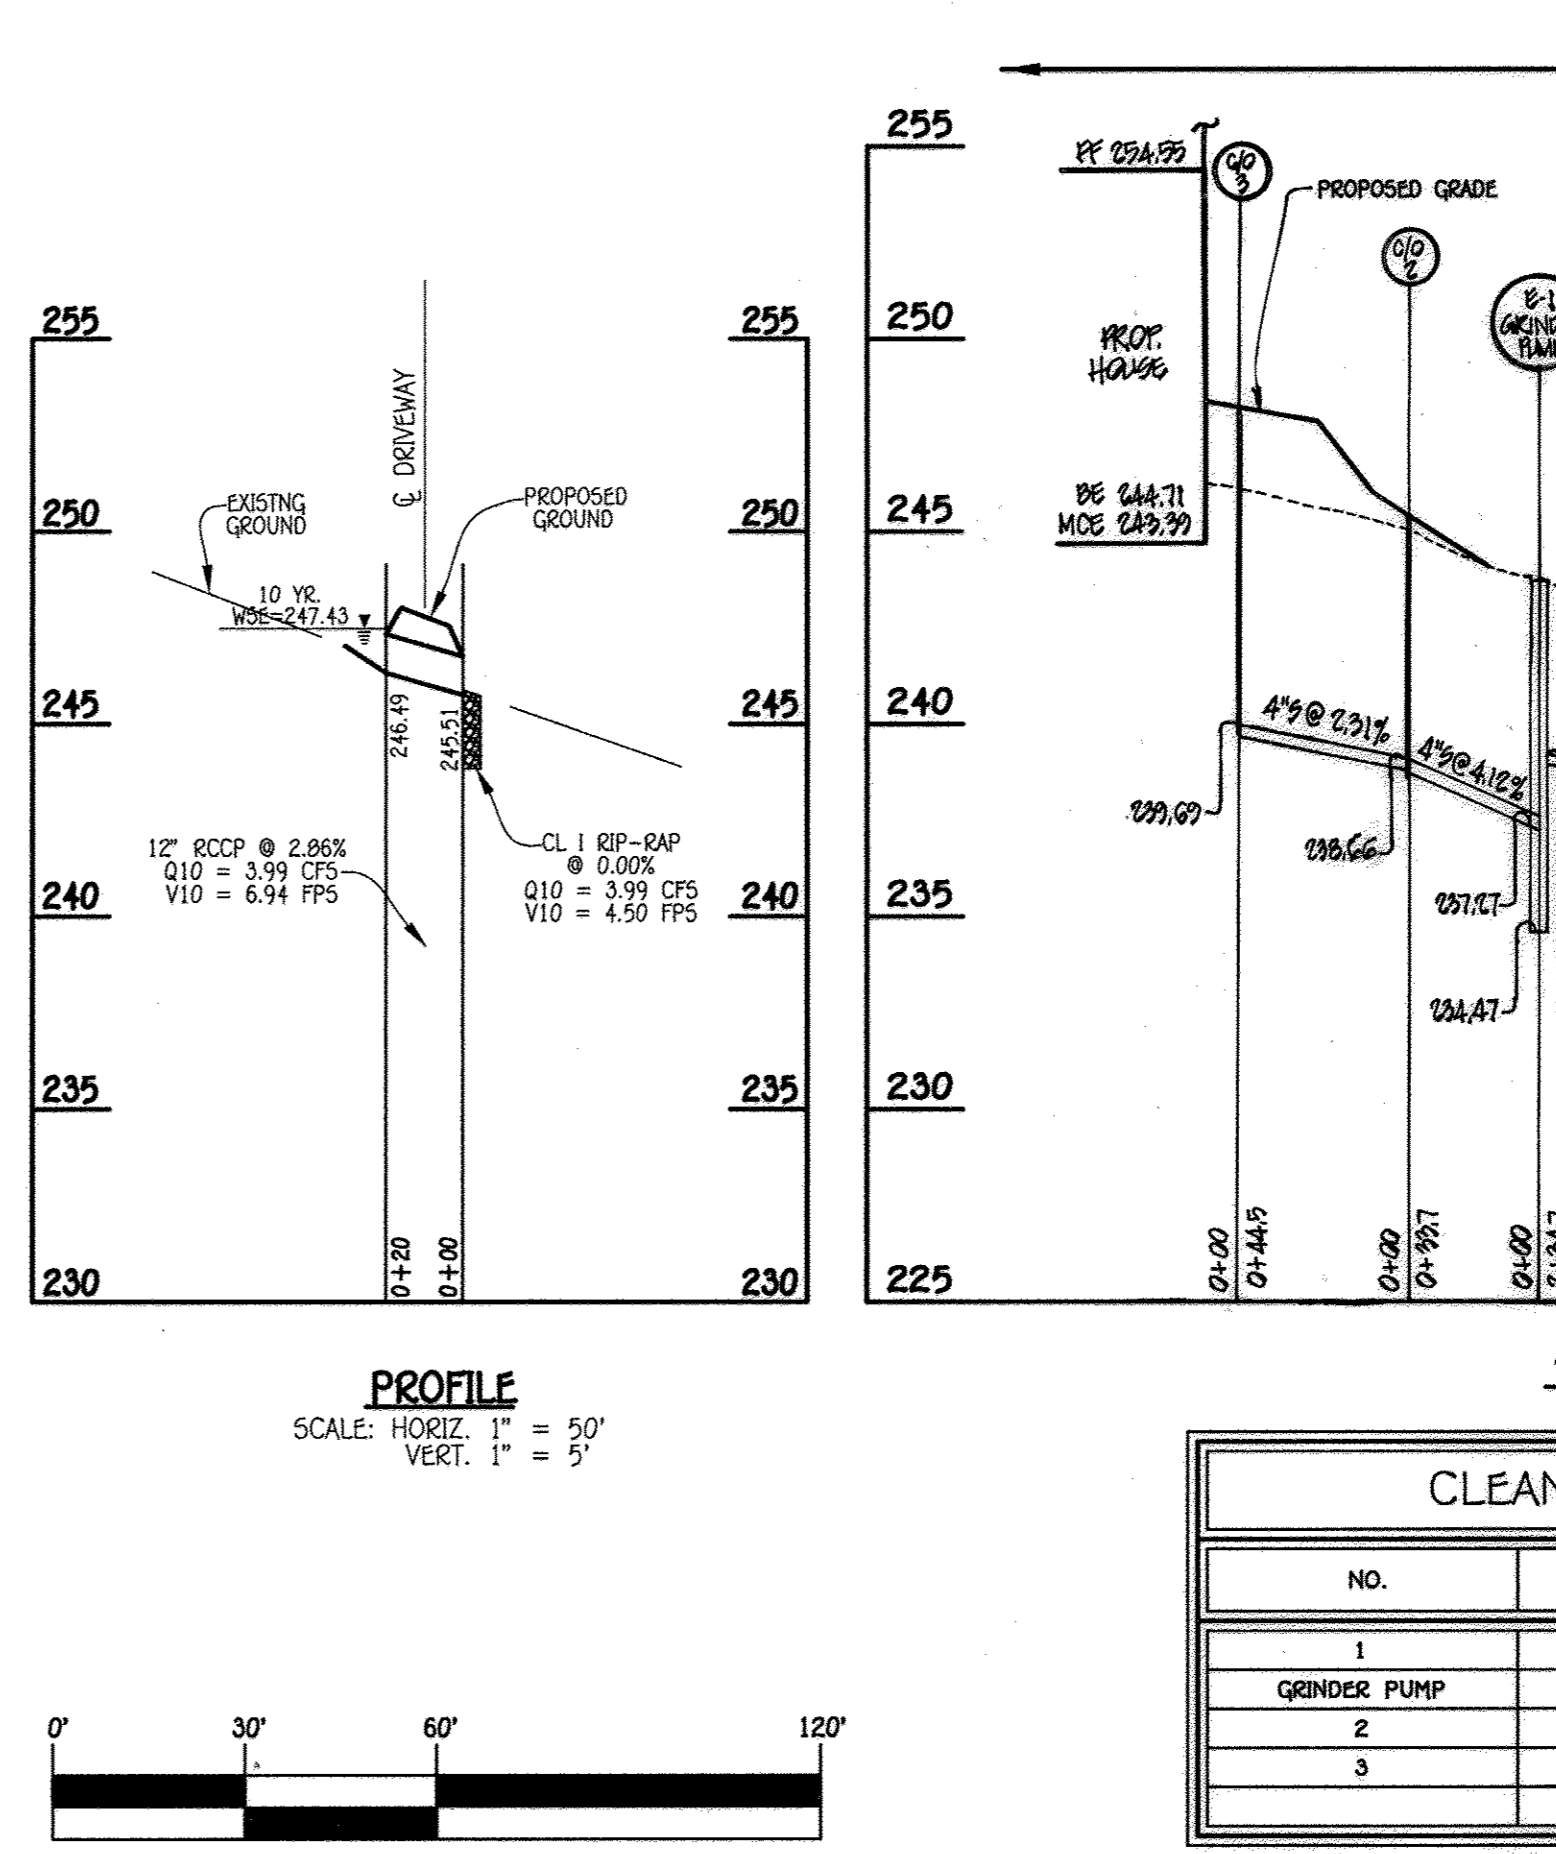 255
250
245
240
235
230
255
250
245
240
235
230
℄ DRIVEWAY
EXISTNG
GROUND
PROPOSED
GROUND
10 YR.
WSE=247.43
246.49
245.51
12" RCCP @ 2.86%
Q10 = 3.99 CFS
V10 = 6.94 FPS
CL I RIP-RAP
@ 0.00%
Q10 = 3.99 CFS
V10 = 4.50 FPS
0+20
0+00
PROFILE
SCALE: HORIZ. 1" = 50'
VERT. 1" = 5'
0'
30'
60'
120'
255
250
245
240
235
230
225
FF 254.55
C/O
3
PROPOSED GRADE
C/O
2
PROP.
HOUSE
BE 244.71
MCE 243.39
4"S @ 2.31%
4"S @ 4.12%
239.69
238.66
237.27
234.47
0+00
0+44.5
0+00
0+33.7
0+00
NO.
1
GRINDER PUMP
2
3